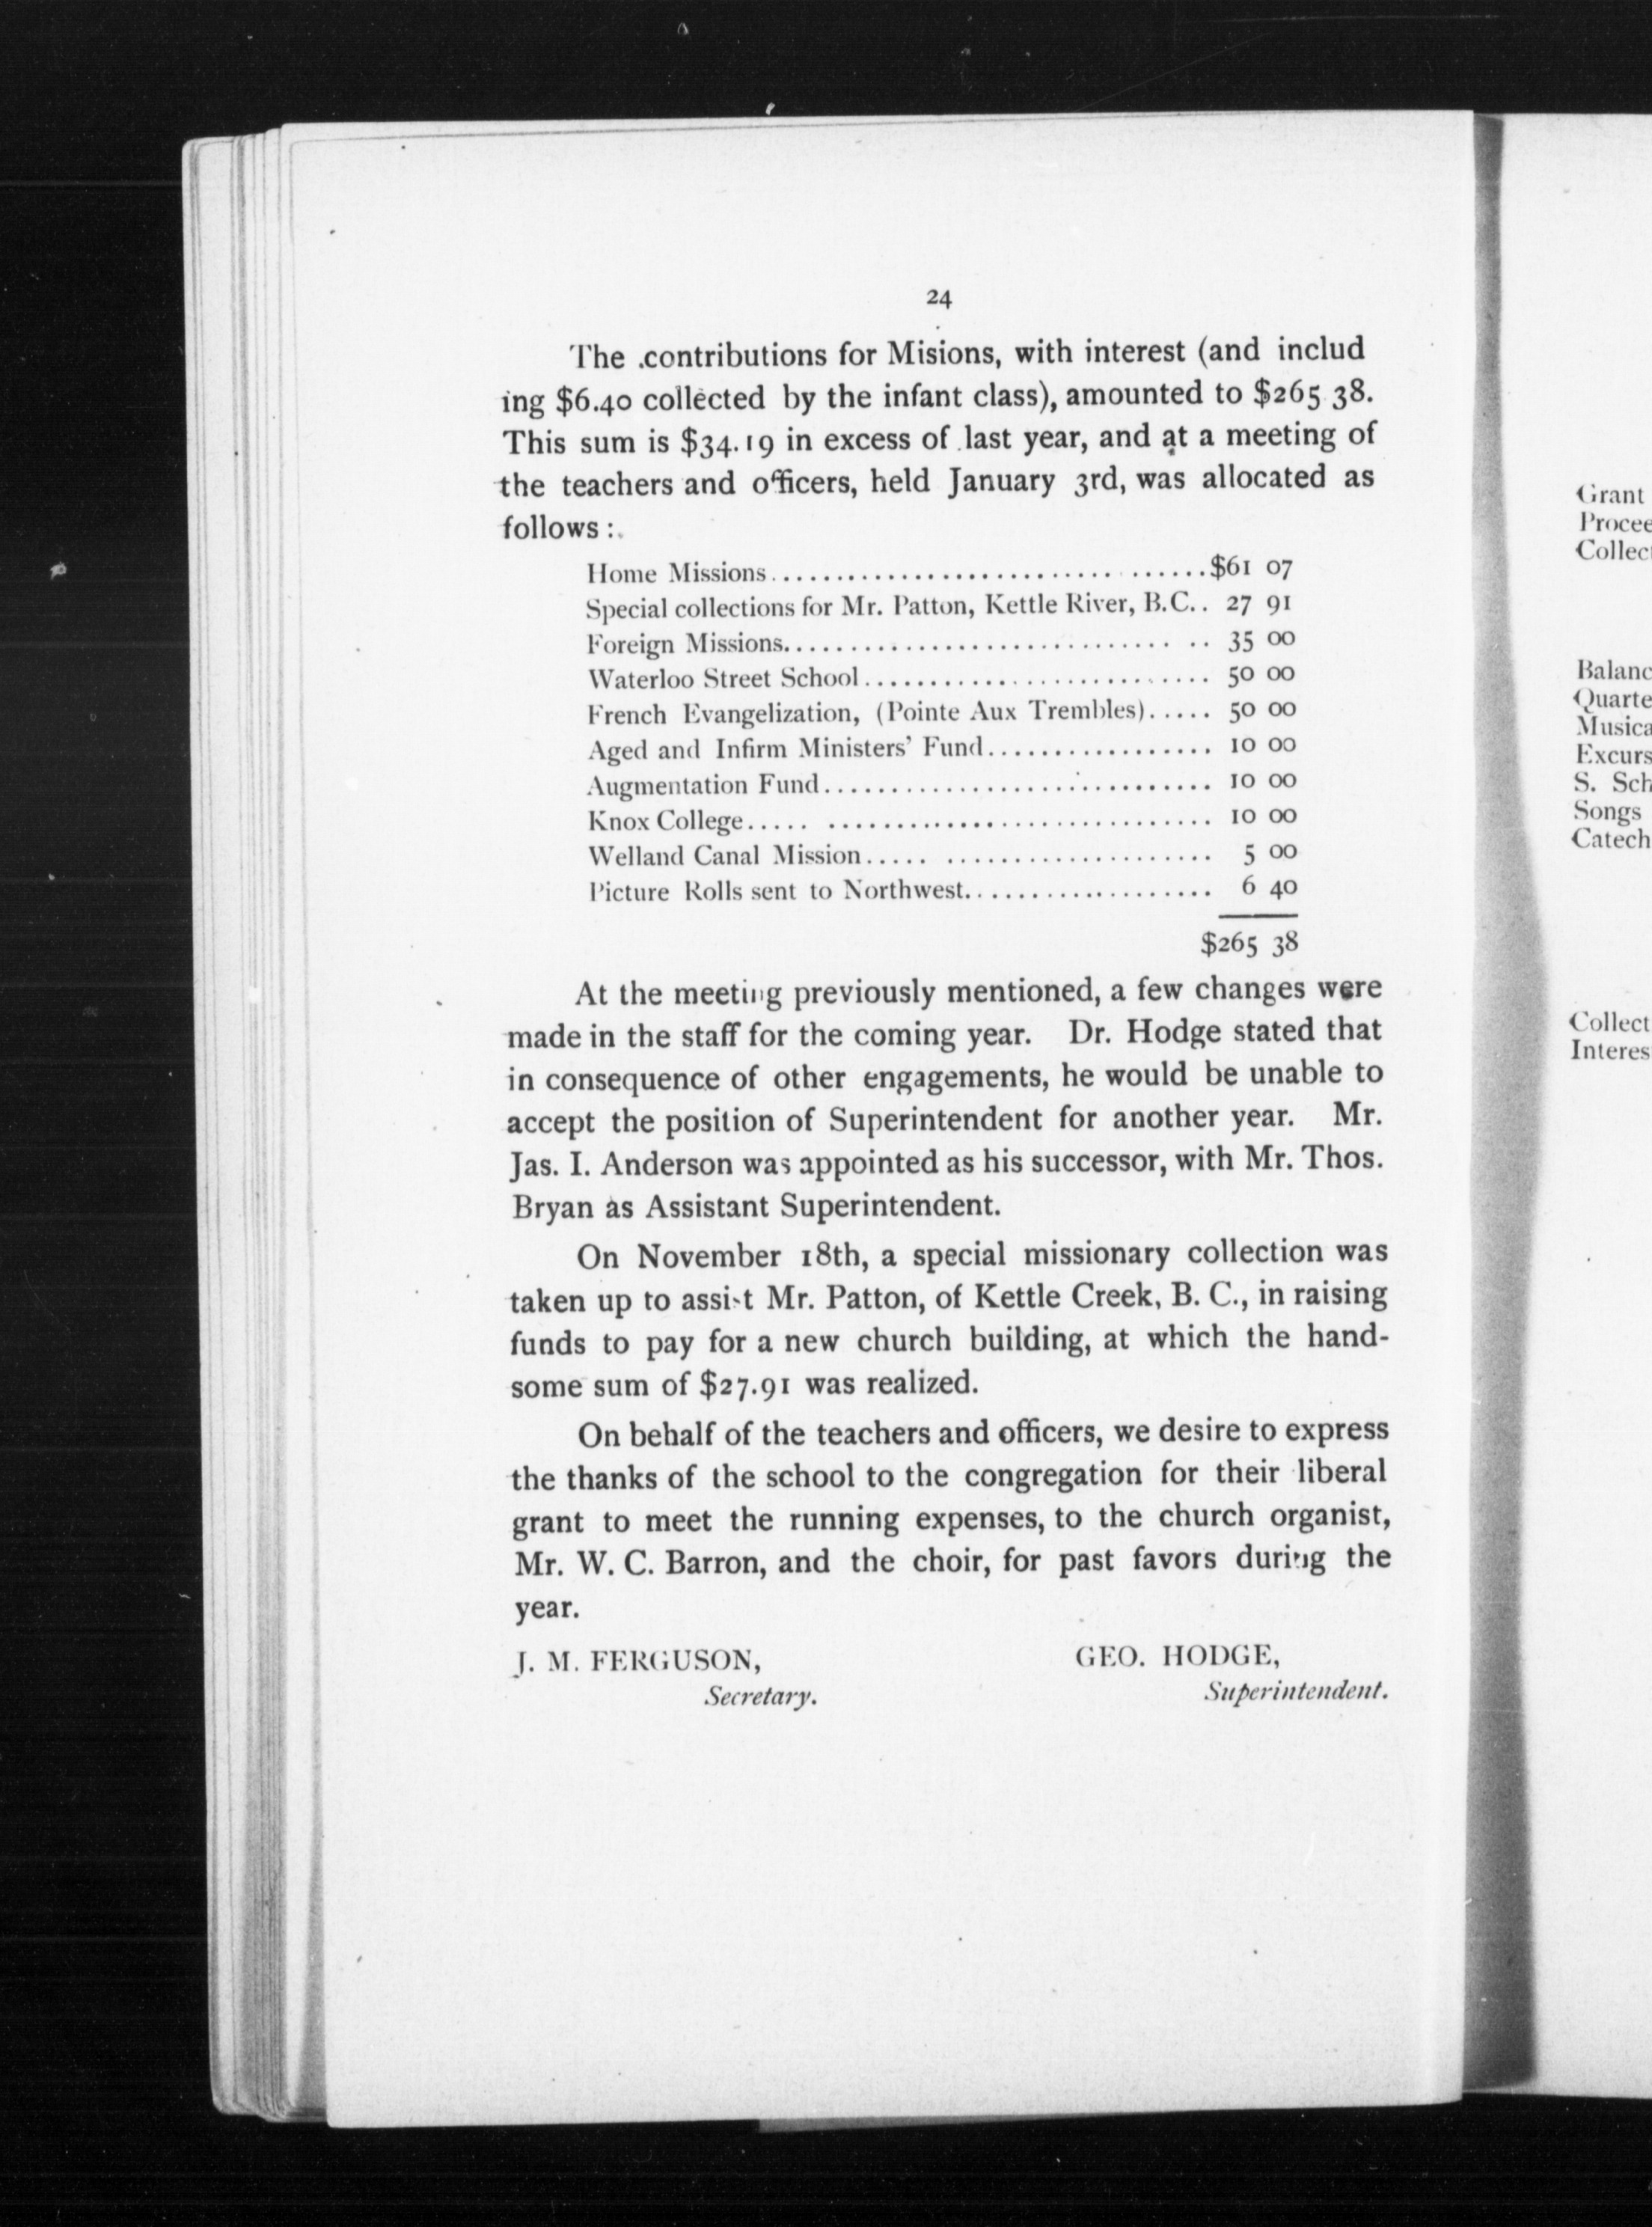 24
The contributions for Misions, with interest (and includ
ing $6.40 collected by the infant class), amounted to $265 38.
This sum is $34.19 in excess of last year, and at a meeting of
the teachers and officers, held January 3rd, was allocated as
follows :
Home Missions.................................$61 07
Special collections for Mr. Patton, Kettle River, B.C.. 27 91
Foreign Missions................................ 35 00
Waterloo Street School........................... 50 00
French Evangelization, (Pointe Aux Trembles)..... 50 00
Aged and Infirm Ministers' Fund................. 10 00
Augmentation Fund.............................. 10 00
Knox College..... ............................. 10 00
Welland Canal Mission..... ..................... 5 00
Picture Rolls sent to Northwest................... 6 40
$265 38
At the meeting previously mentioned, a few changes were
made in the staff for the coming year. Dr. Hodge stated that
in consequence of other engagements, he would be unable to
accept the position of Superintendent for another year. Mr.
Jas. I. Anderson was appointed as his successor, with Mr. Thos.
Bryan as Assistant Superintendent.
On November 18th, a special missionary collection was
taken up to assist Mr. Patton, of Kettle Creek, B. C., in raising
funds to pay for a new church building, at which the hand-
some sum of $27.91 was realized.
On behalf of the teachers and officers, we desire to express
the thanks of the school to the congregation for their liberal
grant to meet the running expenses, to the church organist,
Mr. W. C. Barron, and the choir, for past favors during the
year.
J. M. FERGUSON, GEO. HODGE,
Secretary. Superintendent.
Grant
Procee
Collec
Balanc
Quarte
Musica
Excurs
S. Sch
Songs
Catech
Collect
Interes